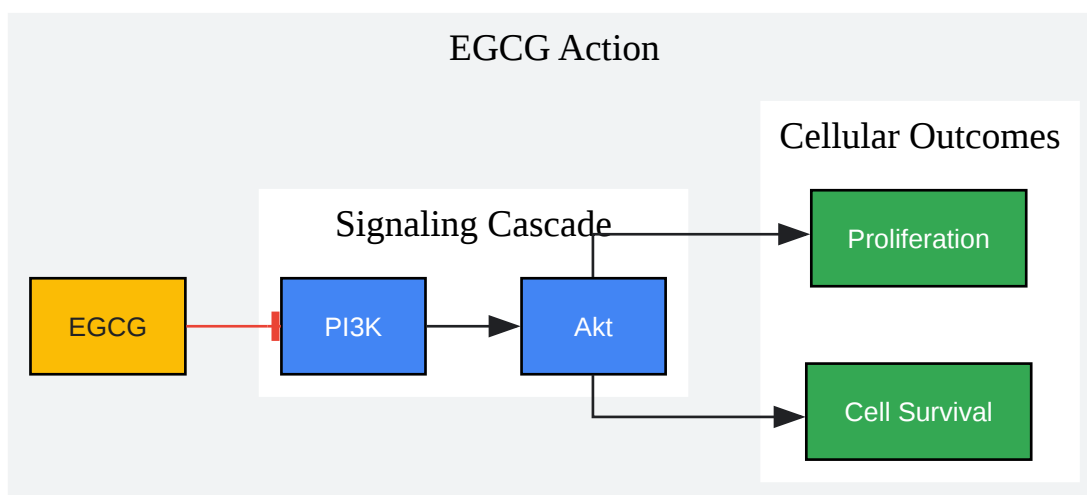 EGCG Action
Cellular Outcomes
Signaling Cascade
Proliferation
EGCG
PI3K
Akt
Cell Survival